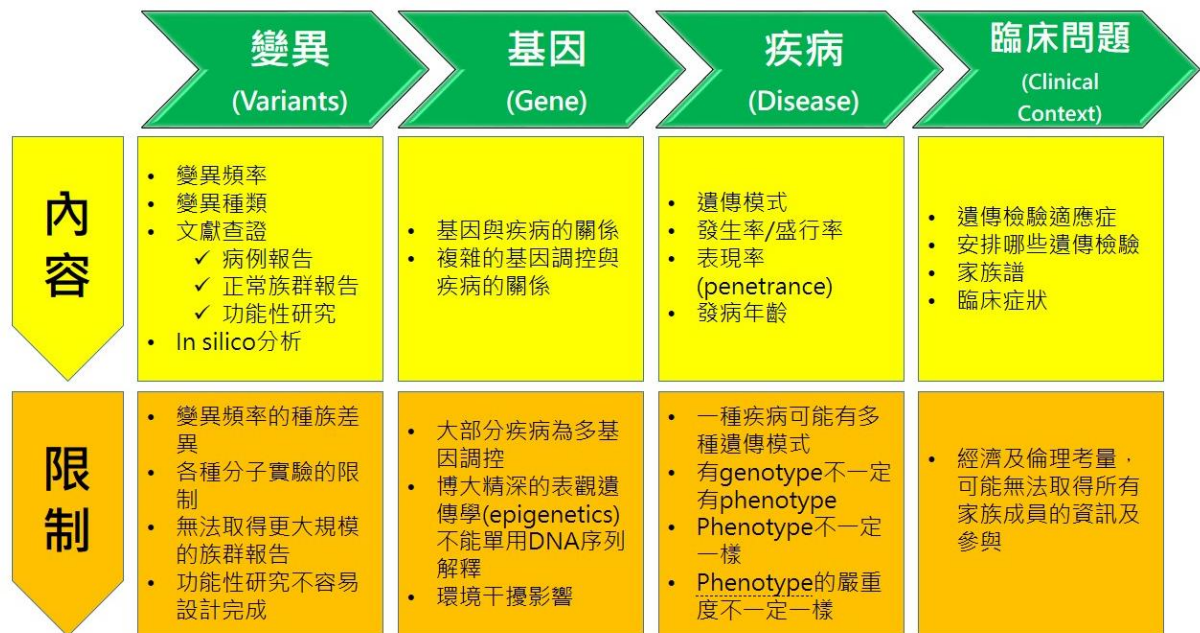 變異
(Variants)
基因
(Gene)
疾病
(Disease)
臨床問題
(Clinical
Context)
內
容
• 變異頻率
• 變異種類
• 文獻查證
✓ 病例報告
✓ 正常族群報告
✓ 功能性研究
• In silico分析
• 基因與疾病的關係
• 複雜的基因調控與
疾病的關係
• 遺傳模式
• 發生率/盛行率
• 表現率
(penetrance)
• 發病年齡
• 遺傳檢驗適應症
• 安排哪些遺傳檢驗
• 家族譜
• 臨床症狀
限
制
• 變異頻率的種族差
異
• 各種分子實驗的限
制
• 無法取得更大規模
的族群報告
• 功能性研究不容易
設計完成
• 大部分疾病為多基
因調控
• 博大精深的表觀遺
傳學(epigenetics)
不能單用DNA序列
解釋
• 環境干擾影響
• 一種疾病可能有多
種遺傳模式
• 有genotype不一定
有phenotype
• Phenotype不一定
一樣
• Phenotype的嚴重
度不一定一樣
• 經濟及倫理考量，
可能無法取得所有
家族成員的資訊及
參與